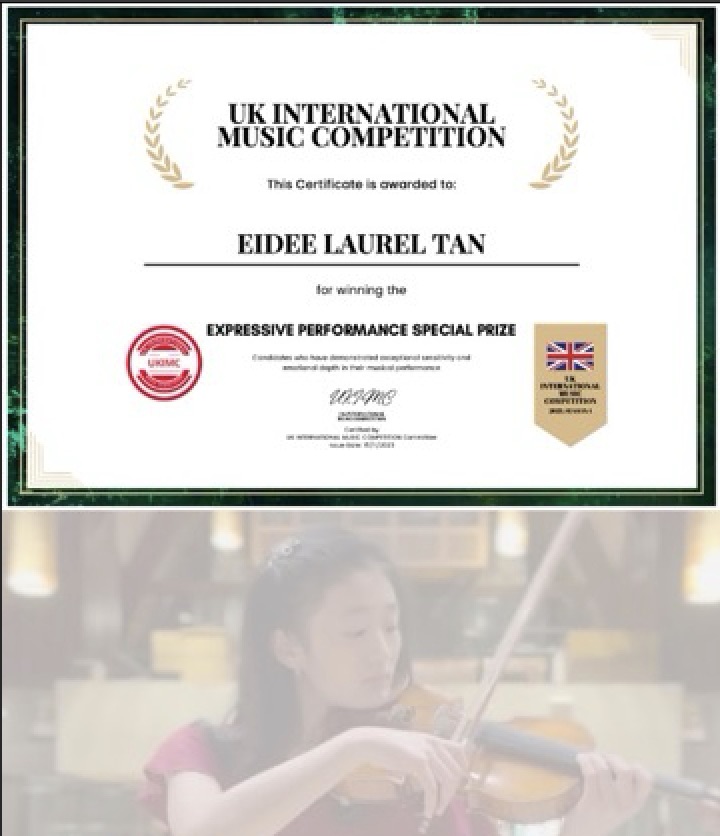 UK INTERNATIONAL
MUSIC COMPETITION
This Certificate is awarded to:
EIDEE LAUREL TAN
for winning the
EXPRESSIVE PERFORMANCE SPECIAL PRIZE
Candidates who have demonstrated exceptional sensitivity and
emotional depth in their musical performance
UKIMC
UKIMC
UK INTERNATIONAL
MUSIC COMPETITION
Certified by
UK INTERNATIONAL MUSIC COMPETITION Committee
Issue Date:
UK
INTERNATIONAL
MUSIC
COMPETITION